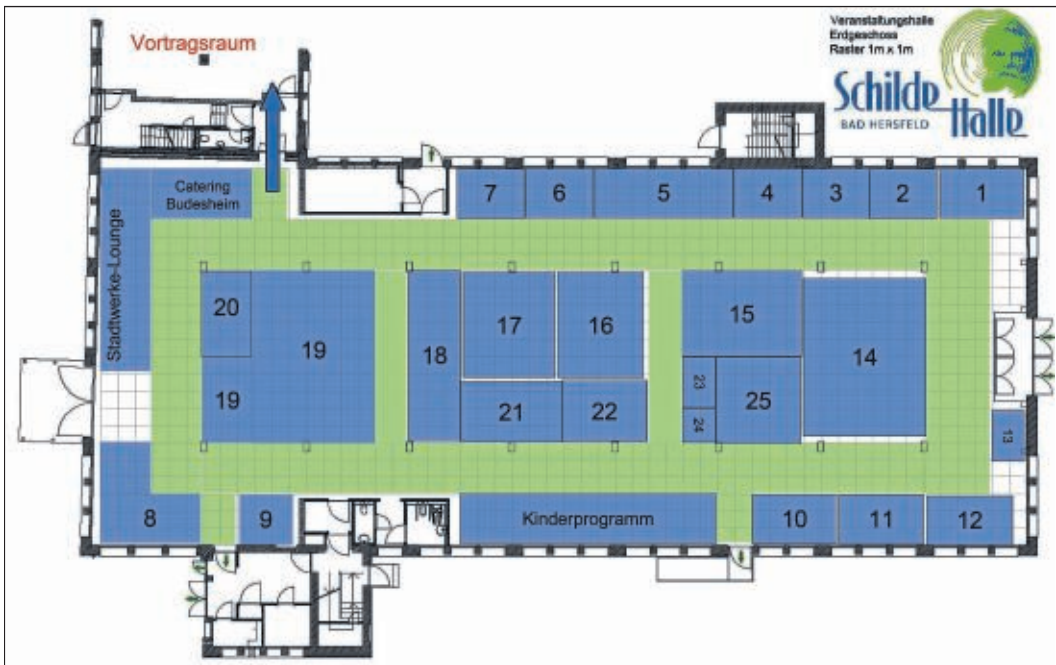 Vortragsraum
Veranstaltungshalle
Erdgeschoss
Raster 1m x 1m
Schilde
Halle
BAD HERSFELD
Catering
Budesheim
7
6
5
4
3
2
1
Stadtwerke-Lounge
20
19
19
18
17
16
15
14
21
22
23
24
25
13
8
9
Kinderprogramm
10
11
12